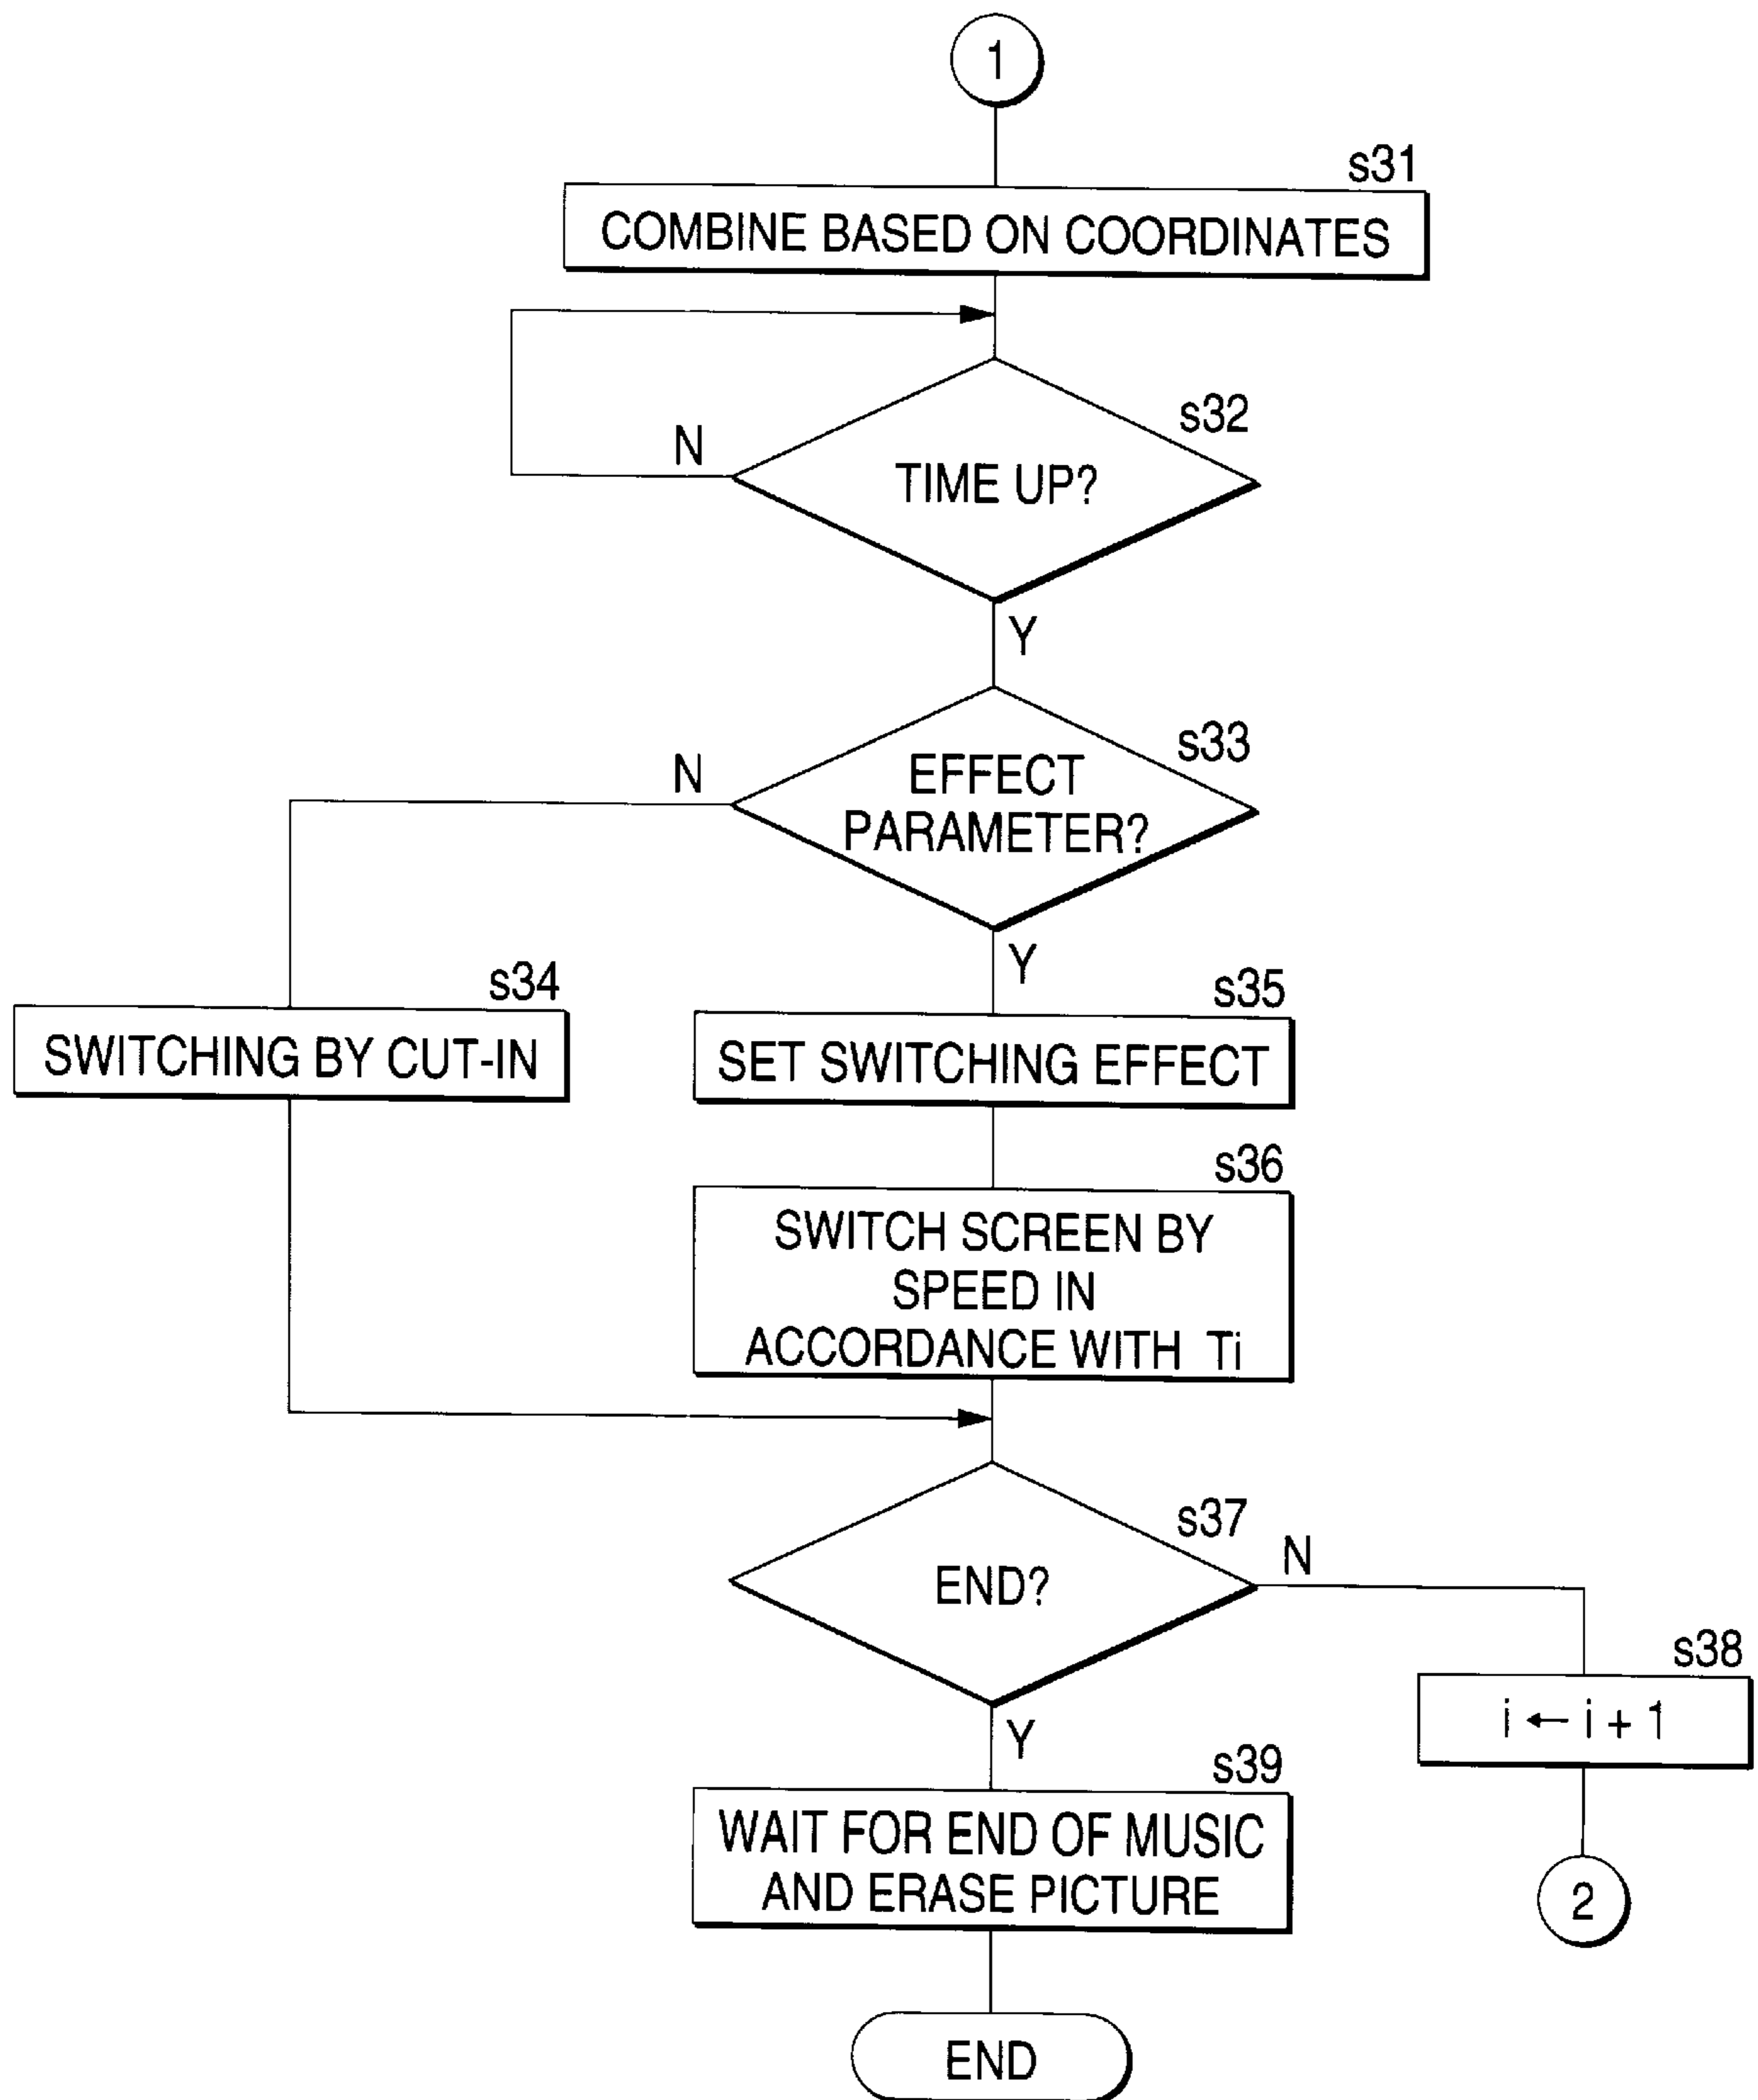 1
s31
COMBINE BASED ON COORDINATES
s32
N
TIME UP?
Y
s33
N
EFFECT
PARAMETER?
Y
s34
SWITCHING BY CUT-IN
s35
SET SWITCHING EFFECT
s36
SWITCH SCREEN BY
SPEED IN
ACCORDANCE WITH Ti
s37
N
END?
Y
s38
i ← i + 1
2
s39
WAIT FOR END OF MUSIC
AND ERASE PICTURE
END